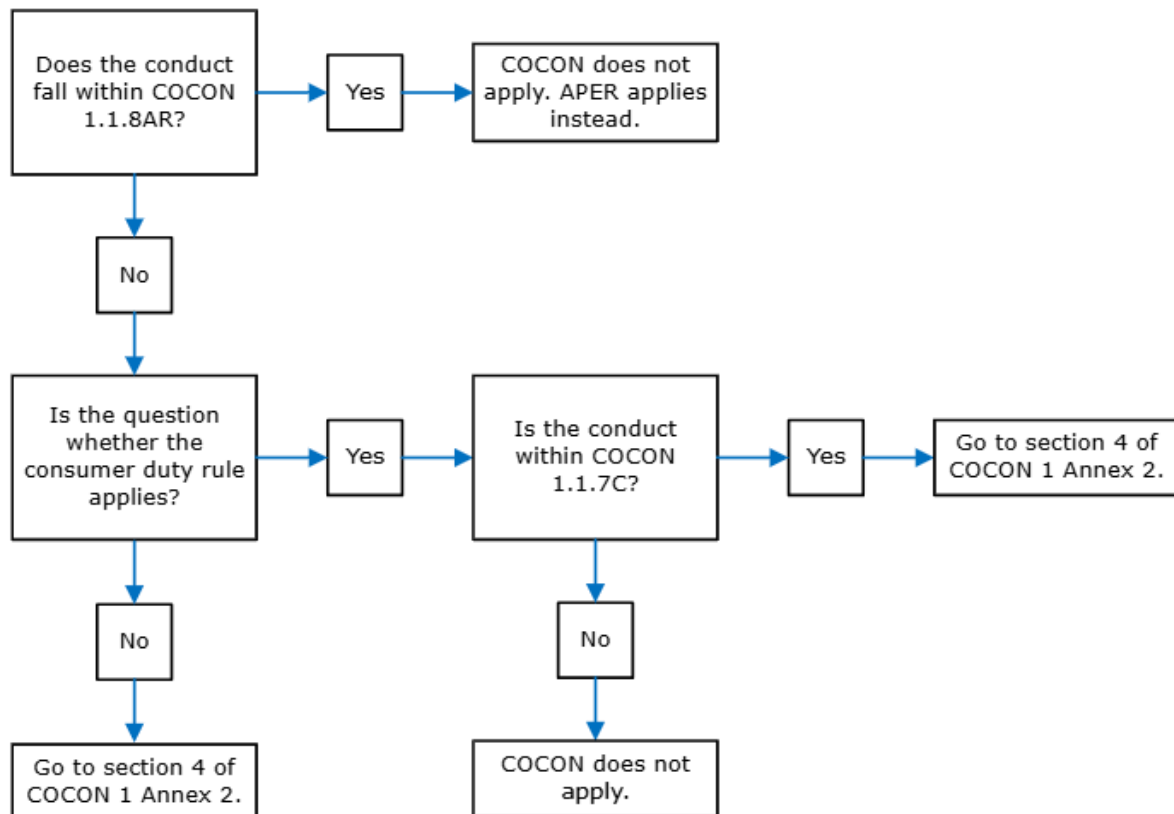 Does the conduct
fall within COCON
1.1.8AR?
Yes
COCON does not
apply. APER applies
instead.
No
Is the question
whether the
consumer duty rule
applies?
Yes
Is the conduct
within COCON
1.1.7C?
Yes
Go to section 4 of
COCON 1 Annex 2.
No
No
Go to section 4 of
COCON 1 Annex 2.
COCON does not
apply.